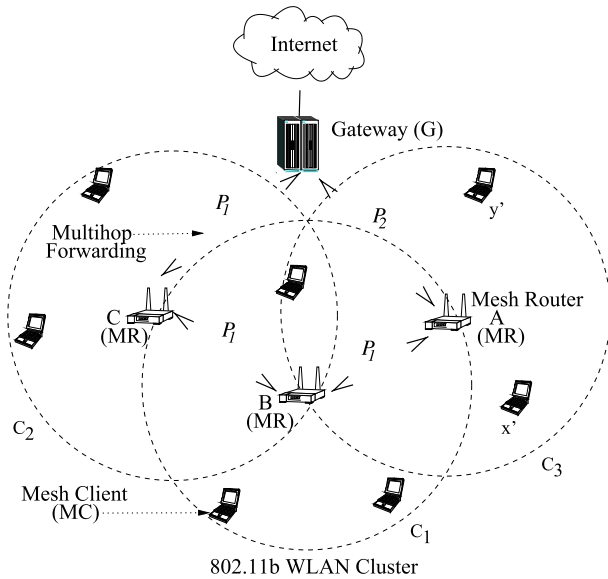 Internet
Gateway (G)
P1
P2
y'
Multihop
Forwarding
Mesh Router
A
(MR)
C
(MR)
P1
P1
B
(MR)
x'
C2
C3
Mesh Client
(MC)
C1
802.11b WLAN Cluster